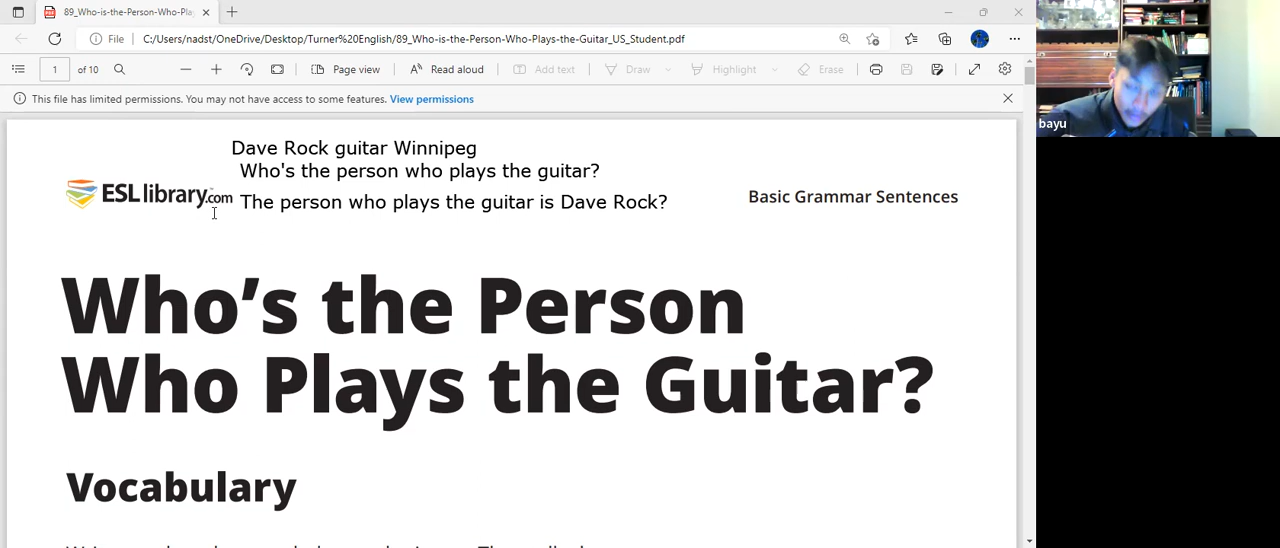 89_Who-is-the-Person-Who-Pla
File C:/Users/nadst/OneDrive/Desktop/Turner%20English/89_Who-is-the-Person-Who-Plays-the-Guitar_US_Student.pdf
1 of 10 Page view Read aloud Add text Draw Highlight Erase
This file has limited permissions. You may not have access to some features. View permissions
bayu
Dave Rock guitar Winnipeg
Who's the person who plays the guitar?
ESL library.com
The person who plays the guitar is Dave Rock?
Basic Grammar Sentences
Who's the Person
Who Plays the Guitar?
Vocabulary